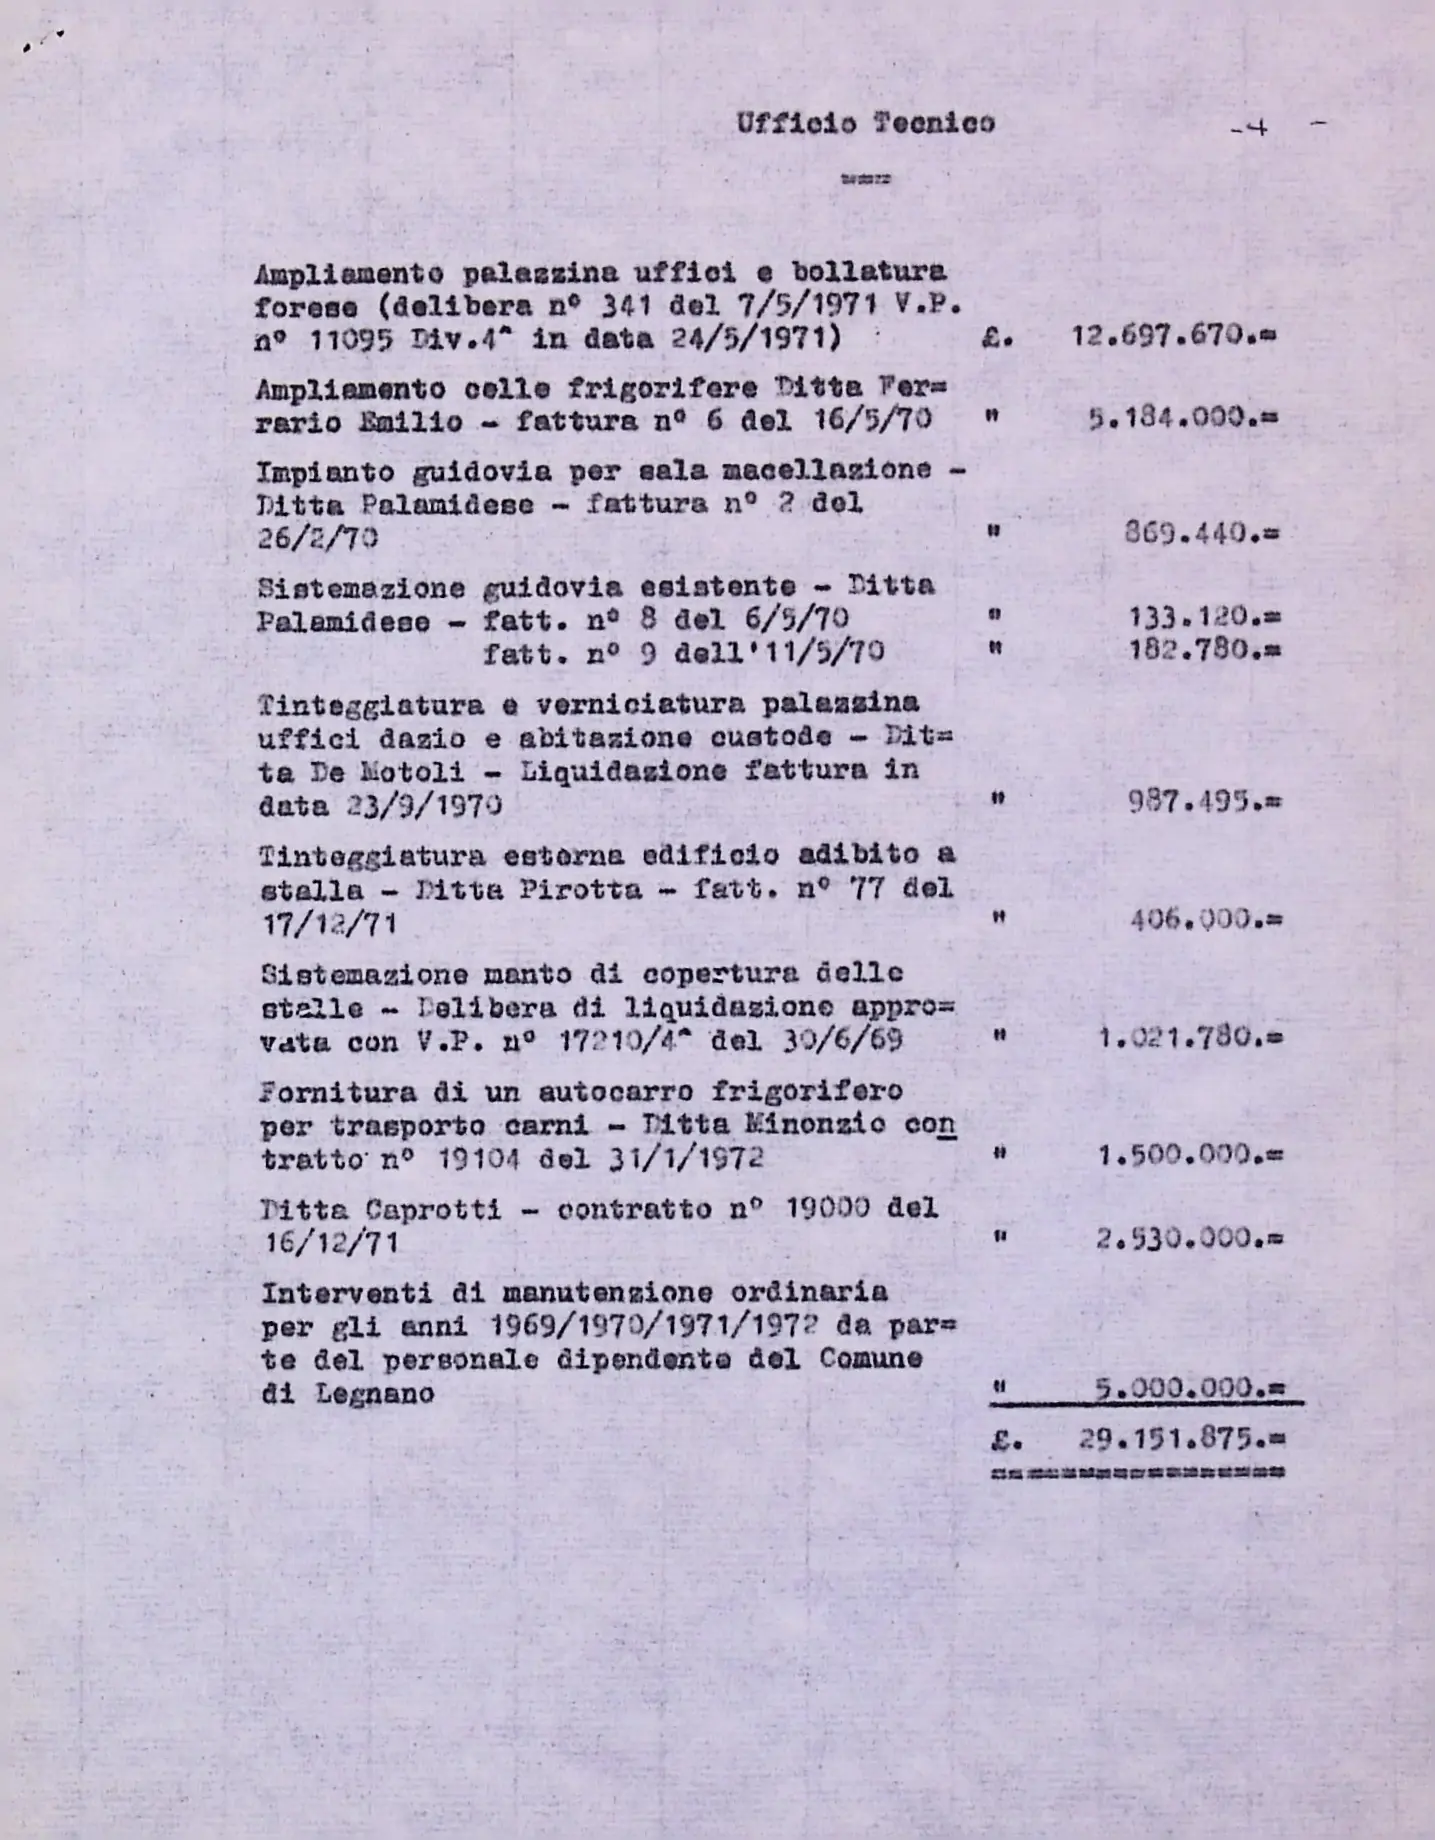 Ufficio Tecnico -4 -
Ampliamento palazzina uffici e bollatura
forese (delibera n° 341 del 7/5/1971 V.P.
n° 11095 Div.4^ in data 24/5/1971) £. 12.697.670.=
Ampliamento celle frigorifere Ditta Fer=
rario Emilio - fattura n° 6 del 16/5/70 " 5.184.000.=
Impianto guidovia per sala macellazione -
Ditta Palamidese - fattura n° 2 del
26/2/70 " 869.440.=
Sistemazione guidovia esistente - Ditta
Palamidese - fatt. n° 8 del 6/5/70 " 133.120.=
fatt. n° 9 dell'11/5/70 " 182.780.=
Tinteggiatura e verniciatura palazzina
uffici dazio e abitazione custode - Dit=
ta De Motoli - Liquidazione fattura in
data 23/9/1970 " 987.495.=
Tinteggiatura esterna edificio adibito a
stalla - Ditta Pirotta - fatt. n° 77 del
17/12/71 " 406.000.=
Sistemazione manto di copertura delle
stalle - Delibera di liquidazione appro=
vata con V.P. n° 17210/4^ del 30/6/69 " 1.021.780.=
Fornitura di un autocarro frigorifero
per trasporto carni - Ditta Minonzio con
tratto n° 19104 del 31/1/1972 " 1.500.000.=
Ditta Caprotti - contratto n° 19000 del
16/12/71 " 2.530.000.=
Interventi di manutenzione ordinaria
per gli anni 1969/1970/1971/1972 da par=
te del personale dipendente del Comune
di Legnano " 5.000.000.=
£. 29.151.875.=